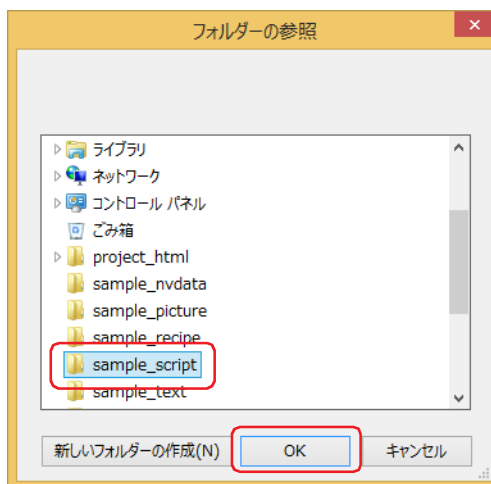 フォルダーの参照
ライブラリ
ネットワーク
コントロール パネル
ごみ箱
project_html
sample_nvdata
sample_picture
sample_recipe
sample_script
sample_text
新しいフォルダーの作成(N) OK キャンセル